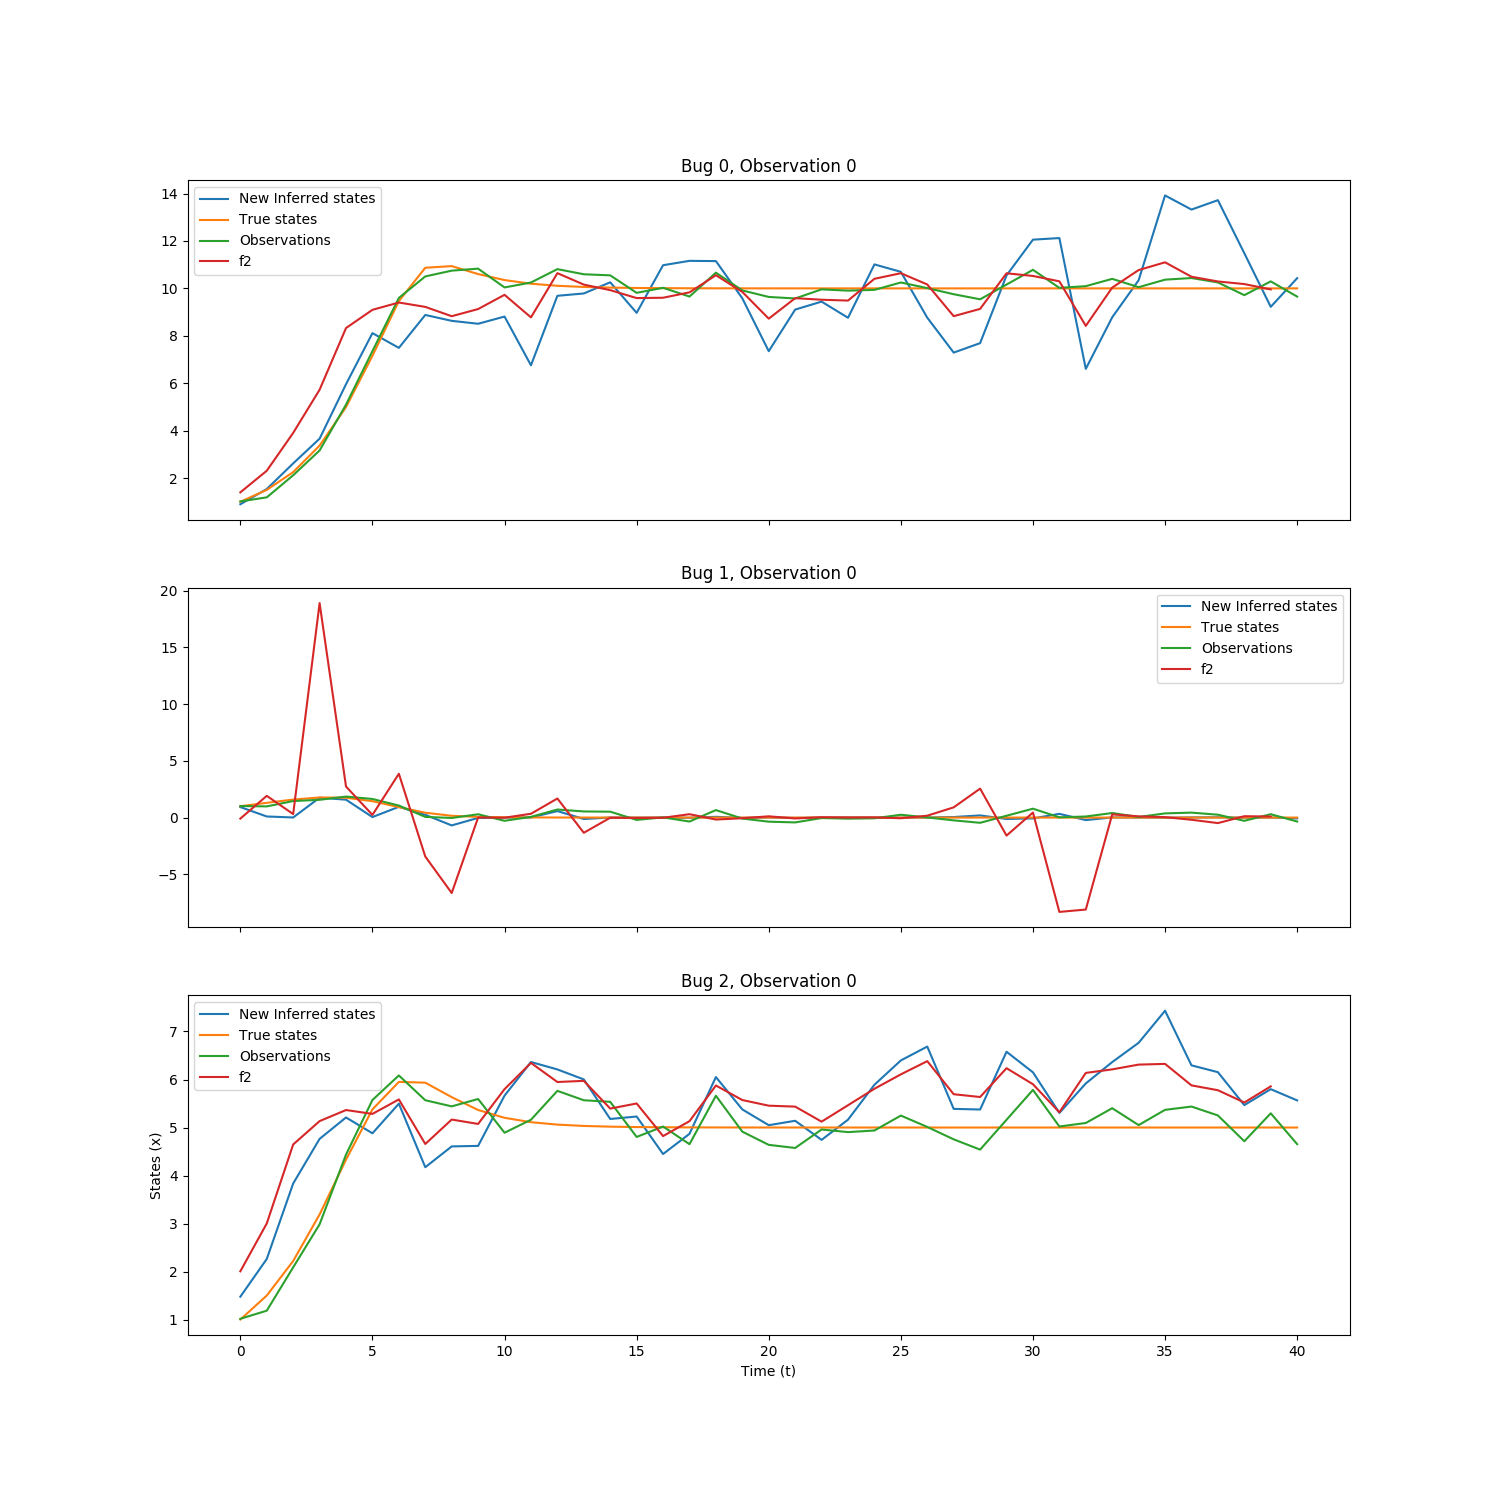 Bug 0, Observation 0
14
12
10
8
6
4
2
New Inferred states
True states
Observations
f2
Bug 1, Observation 0
20
15
10
5
0
−5
New Inferred states
True states
Observations
f2
Bug 2, Observation 0
7
6
5
4
3
2
1
States (x)
New Inferred states
True states
Observations
f2
0 5 10 15 20 25 30 35 40
Time (t)